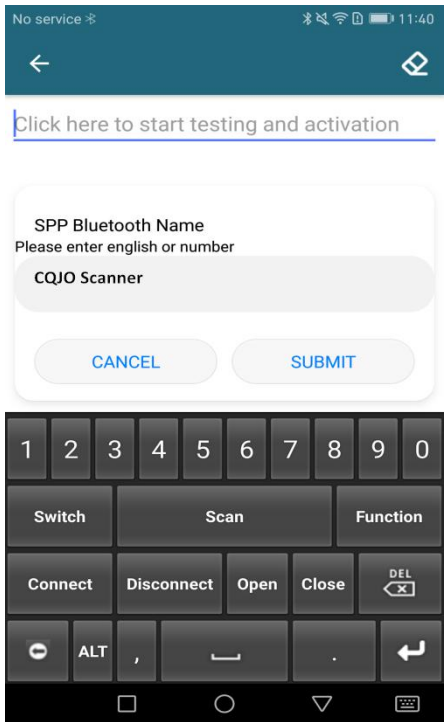 No service
11:40
Click here to start testing and activation
SPP Bluetooth Name
Please enter english or number
CQJO Scanner
CANCEL SUBMIT
1 2 3 4 5 6 7 8 9 0
Switch Scan Function
Connect Disconnect Open Close DEL
ALT , .